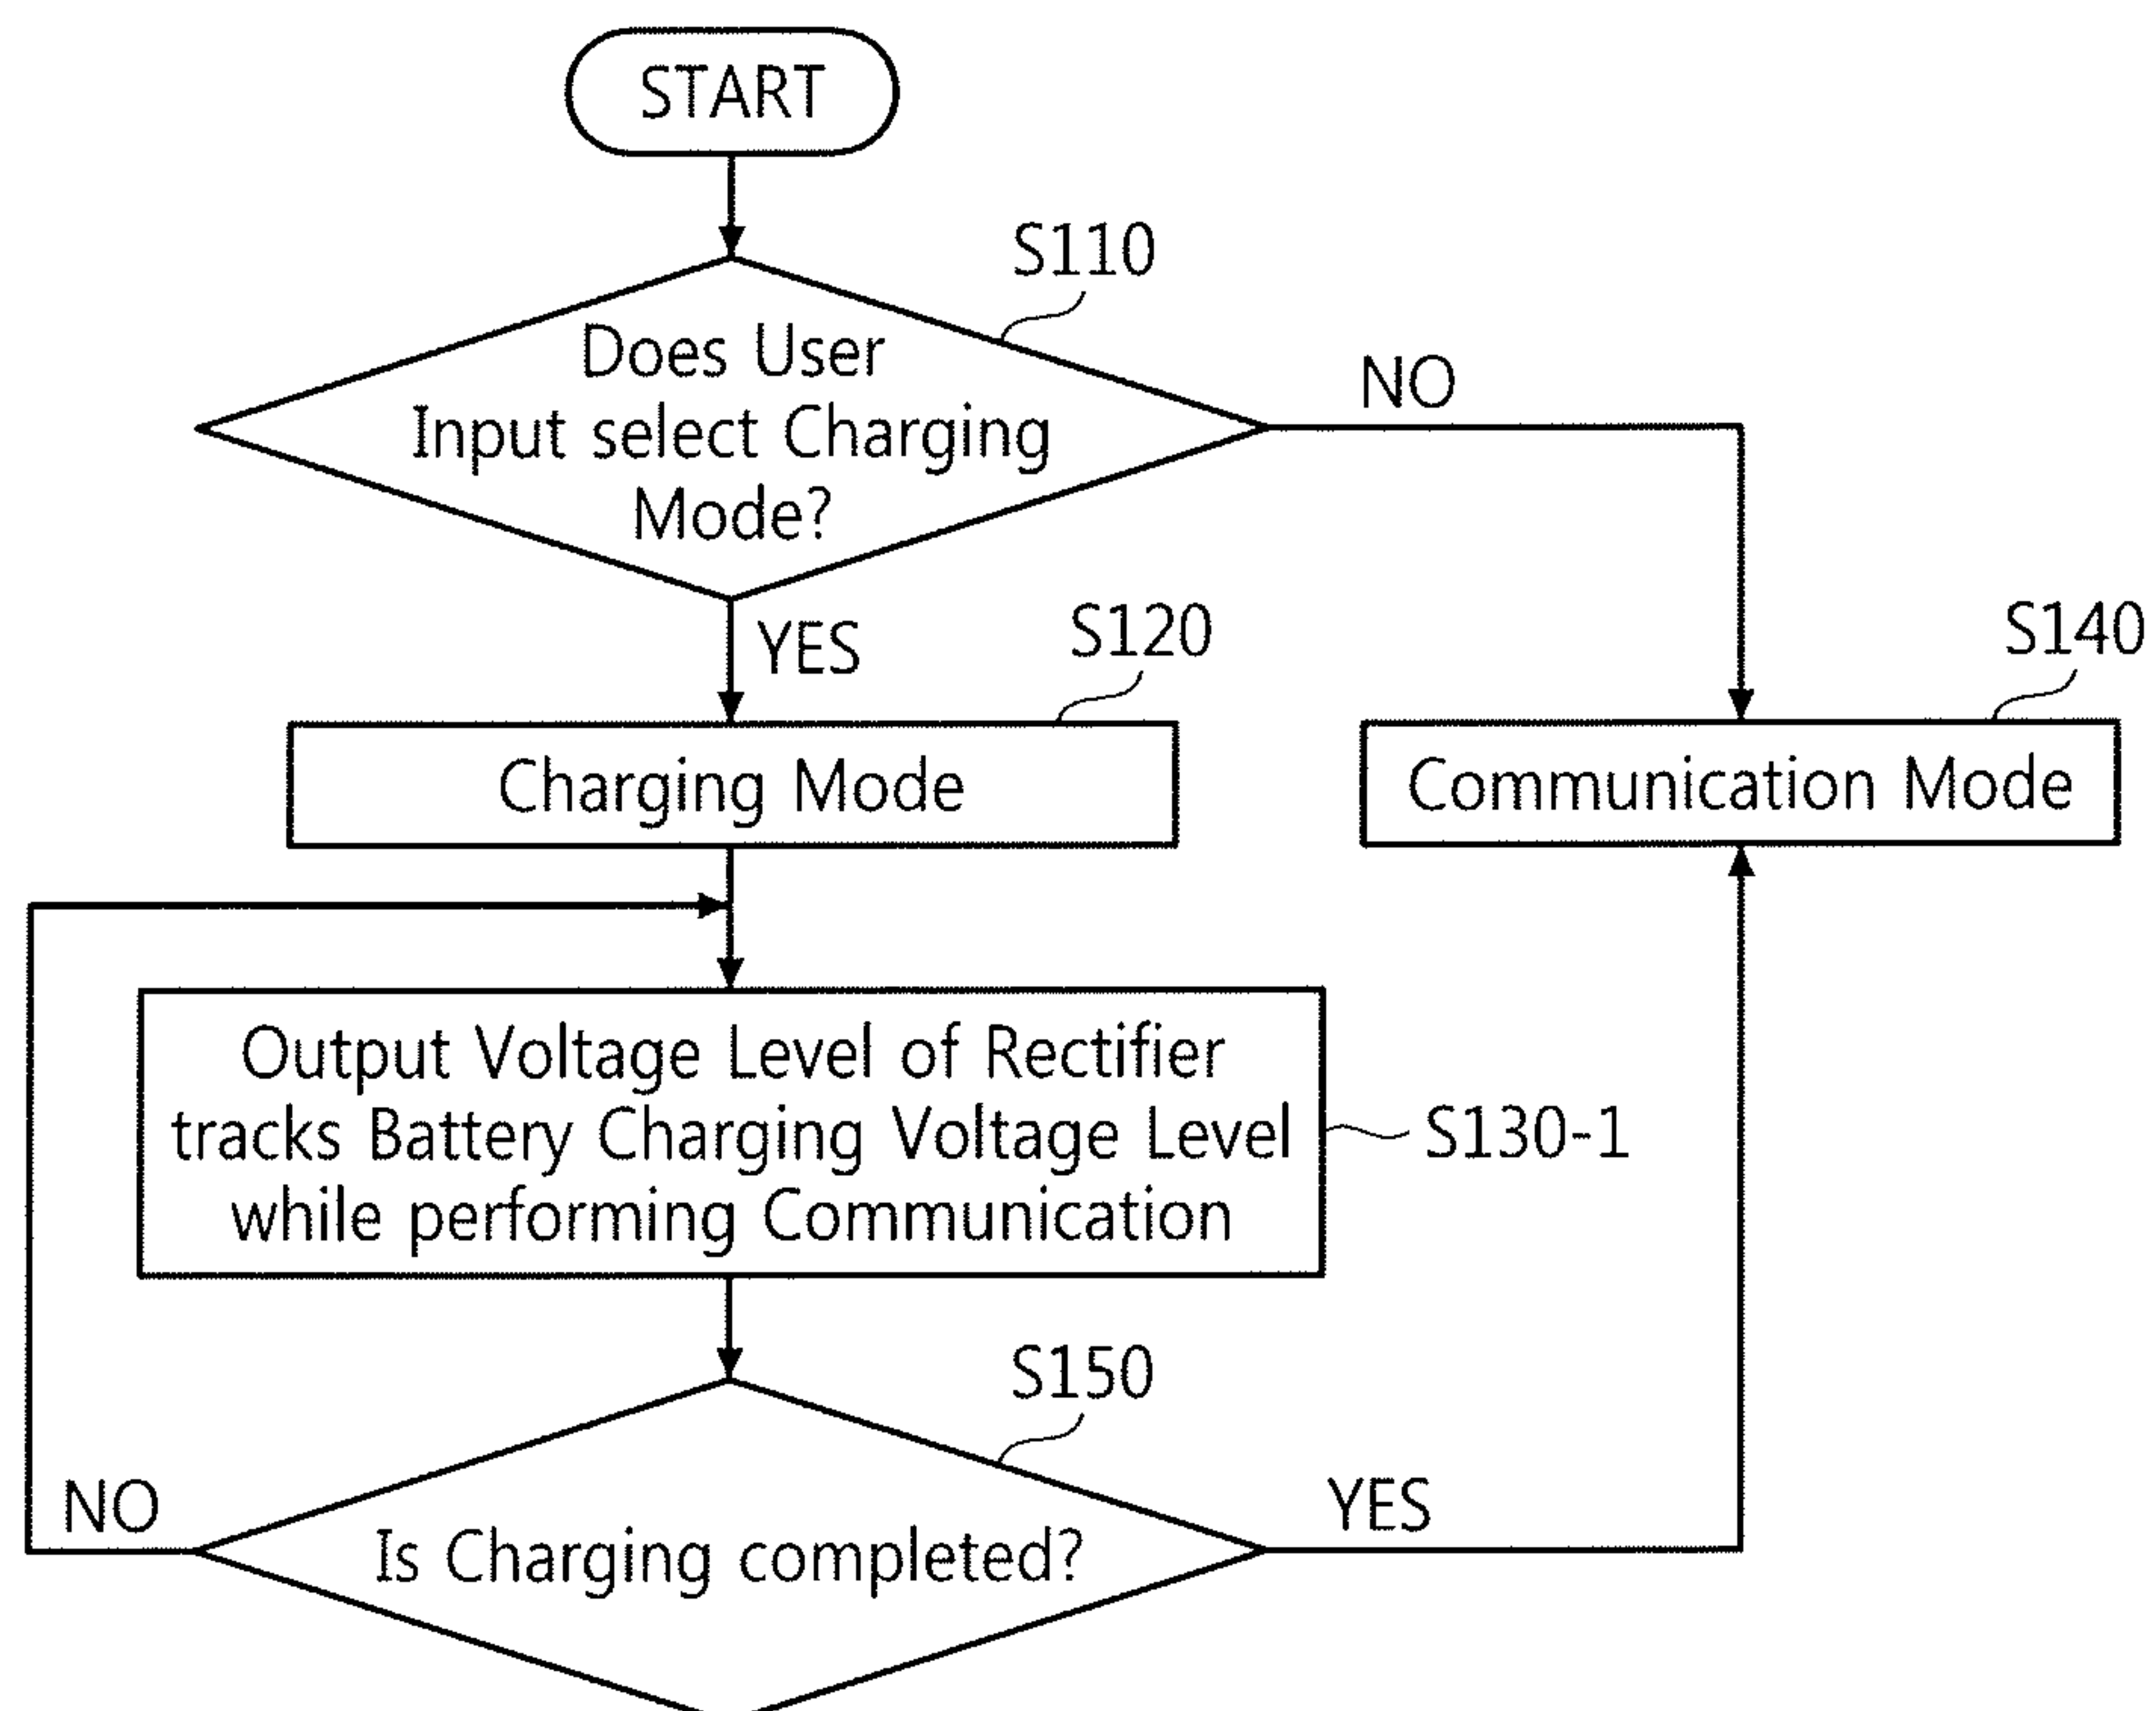 START
S110
Does User
Input select Charging
Mode?
NO
YES
S120
S140
Charging Mode
Communication Mode
Output Voltage Level of Rectifier
tracks Battery Charging Voltage Level
while performing Communication
S130-1
S150
NO
Is Charging completed?
YES